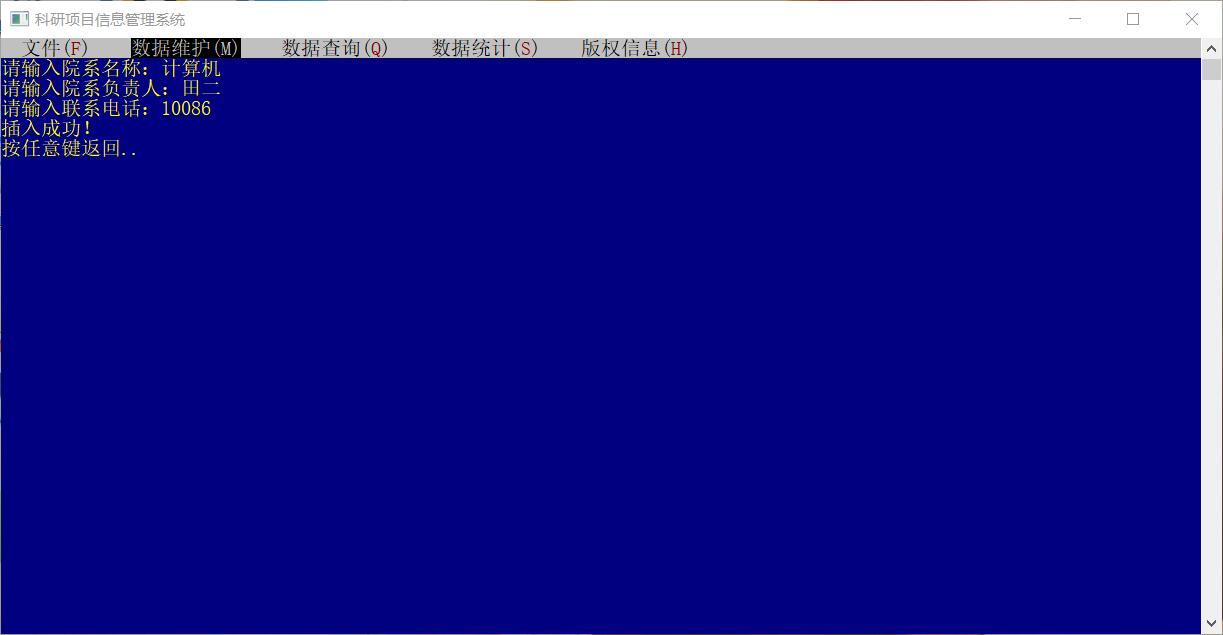 科研项目信息管理系统
文件(F) 数据维护(M) 数据查询(Q) 数据统计(S) 版权信息(H)
请输入院系名称：计算机
请输入院系负责人：田二
请输入联系电话：10086
插入成功！
按任意键返回..